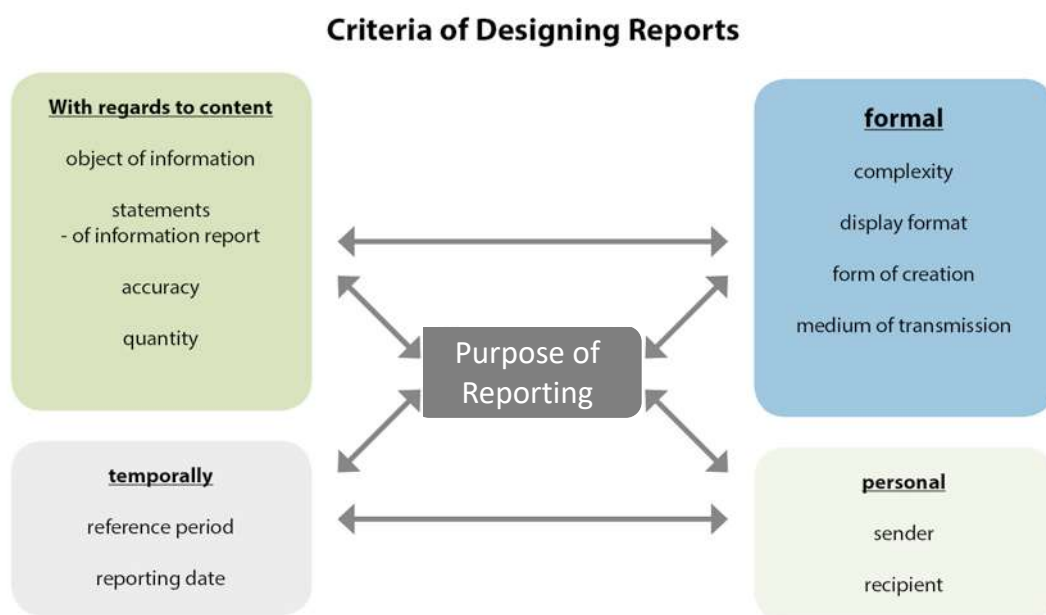 Criteria of Designing Reports
With regards to content
object of information
statements
- of information report
accuracy
quantity
formal
complexity
display format
form of creation
medium of transmission
Purpose of
Reporting
temporally
reference period
reporting date
personal
sender
recipient